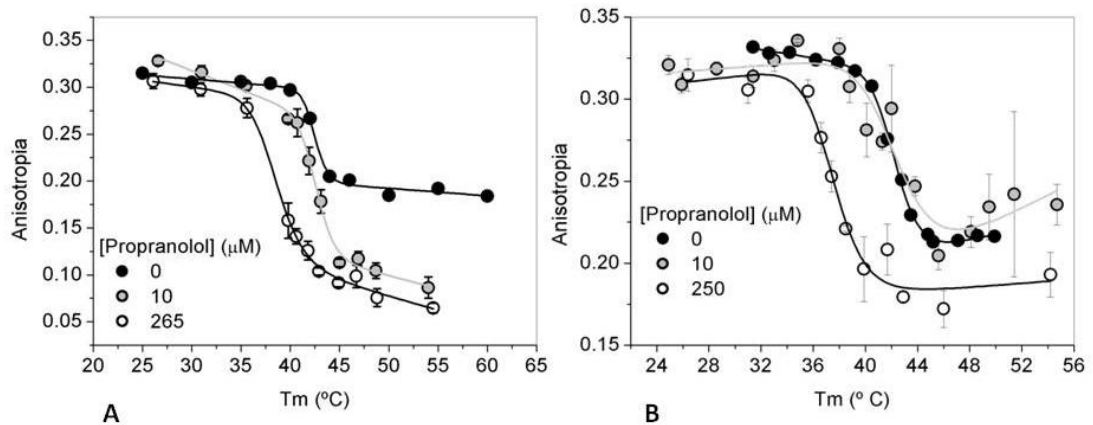 0.35
0.30
0.25
0.20
0.15
0.10
0.05
Anisotropia
[Propranolol] (μM)
0
10
265
20 25 30 35 40 45 50 55 60 65
Tm (ºC)
A
0.35
0.30
0.25
0.20
0.15
Anisotropia
[Propranolol] (μM)
0
10
250
24 28 32 36 40 44 48 52 56
Tm (º C)
B